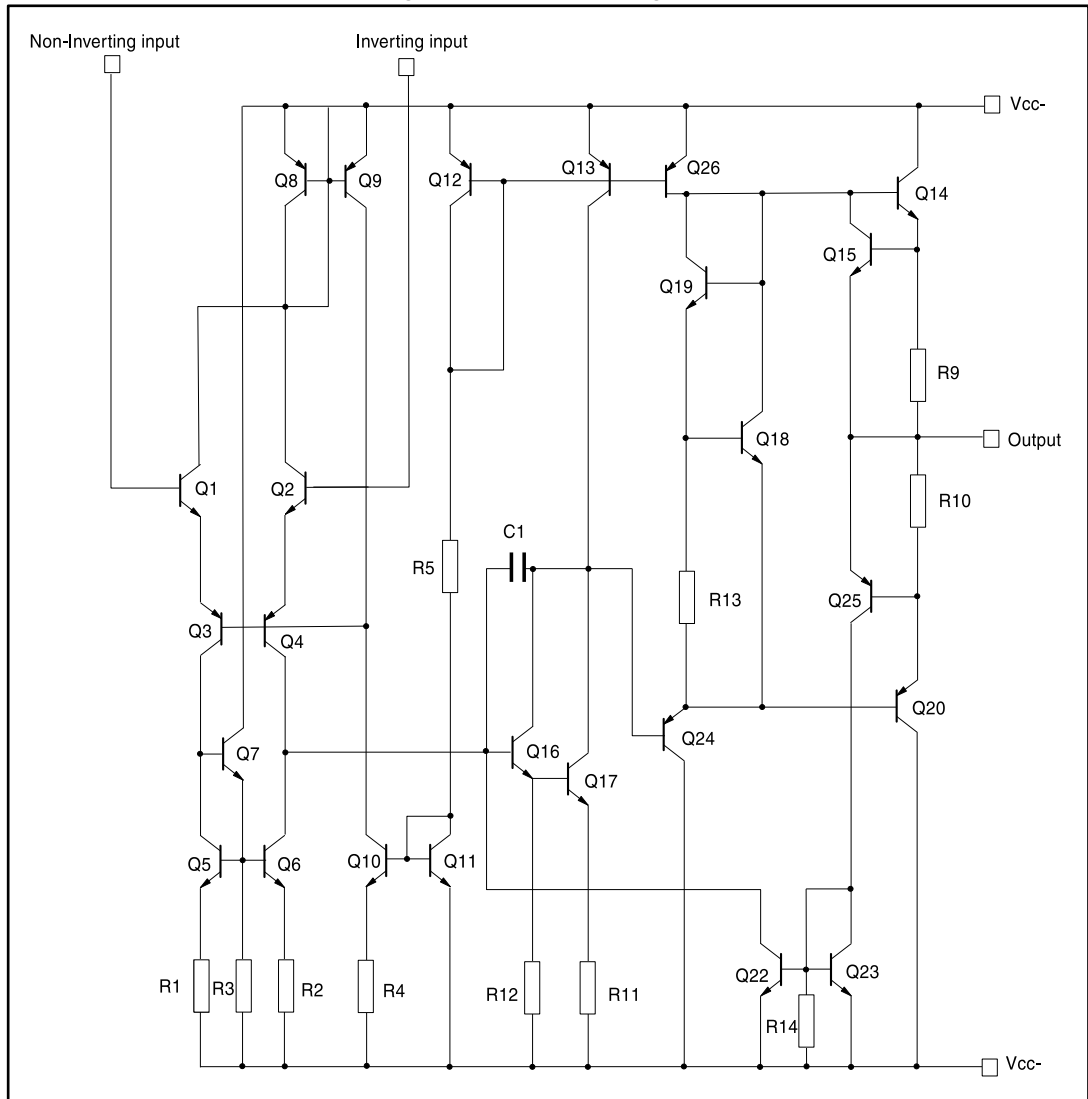 Non-Inverting input
Inverting input
Vcc-
Q8
Q9
Q12
Q13
Q26
Q14
Q15
Q19
R9
Q18
Output
Q1
Q2
R10
C1
R5
R13
Q25
Q3
Q4
Q20
Q24
Q7
Q16
Q17
Q5
Q6
Q10
Q11
Q22
Q23
R1
R3
R2
R4
R12
R11
R14
Vcc-